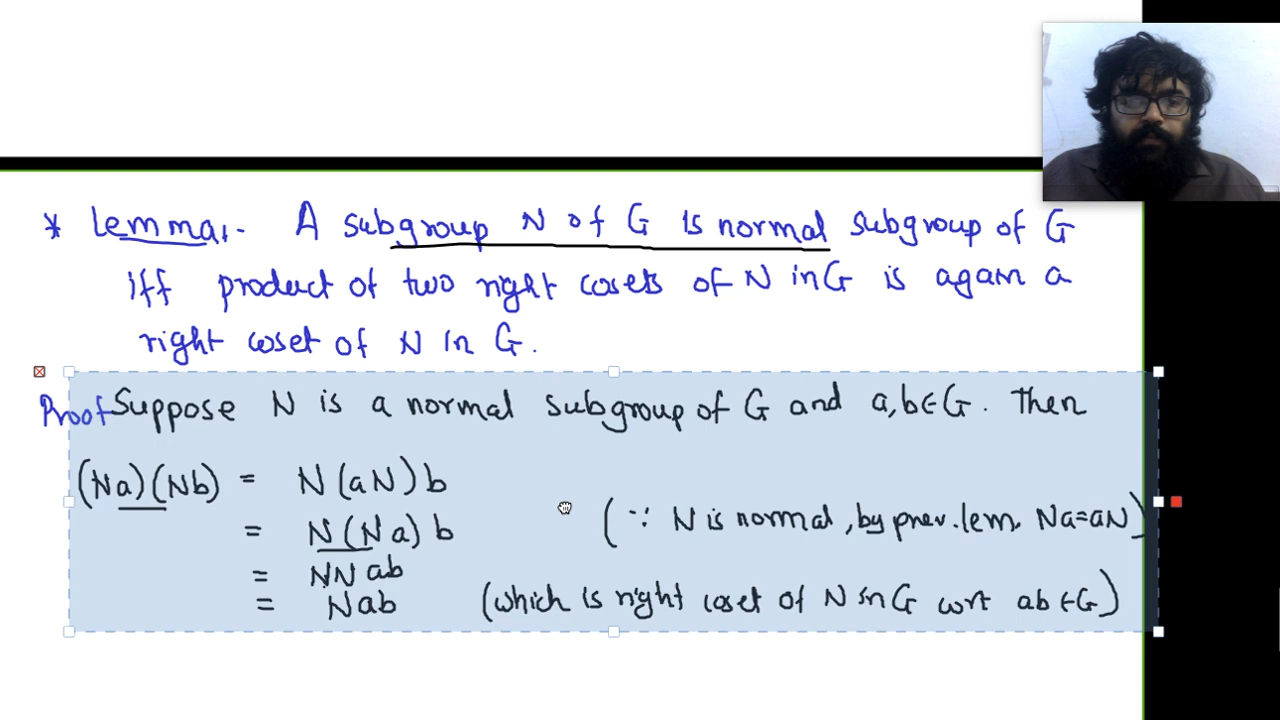 * Lemma:- A subgroup N of G is normal subgroup of G
iff product of two right cosets of N in G is again a
right coset of N in G.
Proof Suppose N is a normal subgroup of G and a,b∈G. Then
(Na)(Nb) = N(aN)b
= N(Na)b (∵ N is normal, by prev. lem. Na=aN)
= NNab
= Nab (which is right coset of N in G wrt ab∈G)